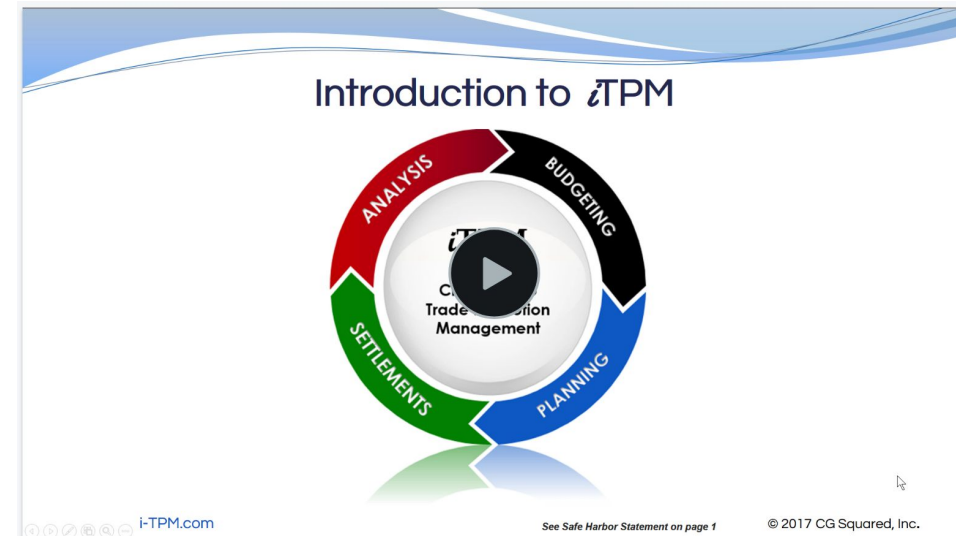 Introduction to iTPM
ANALYSIS
BUDGETING
Trade
Management
SETTLEMENTS
PLANNING
i-TPM.com
See Safe Harbor Statement on page 1
© 2017 CG Squared, Inc.